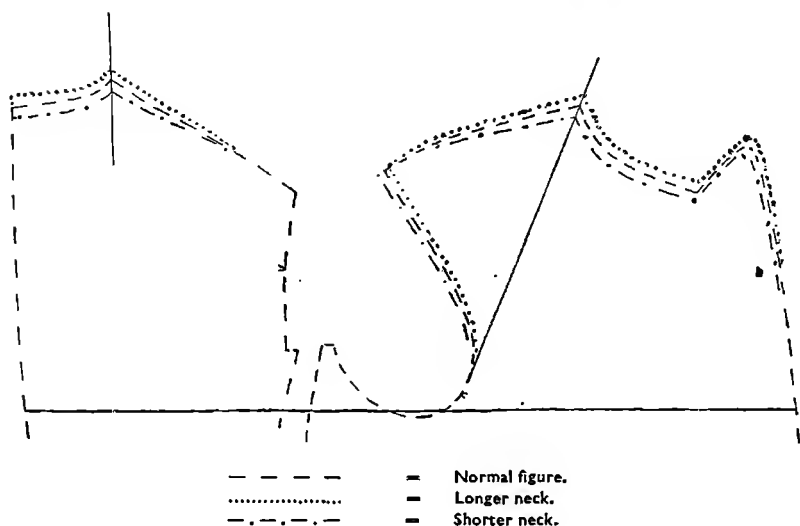 = Normal figure.
= Longer neck.
= Shorter neck.